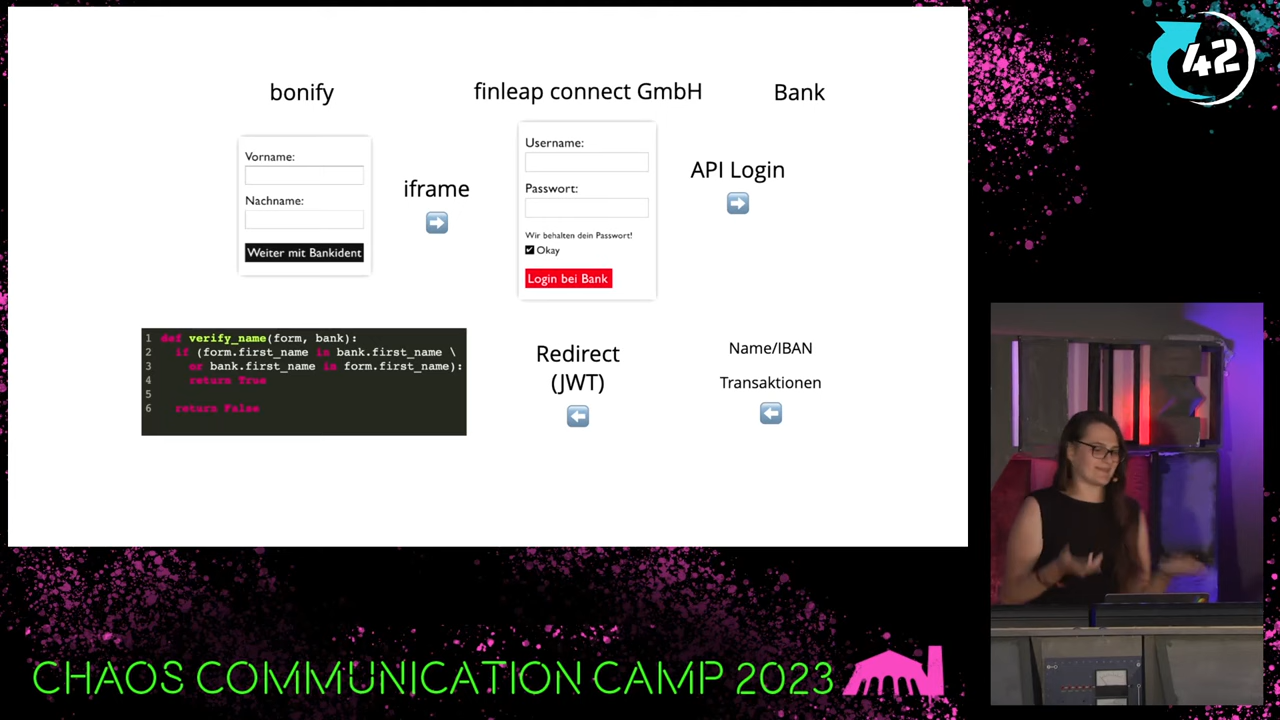 42
bonify
finleap connect GmbH
Bank
Vorname:
Nachname:
Weiter mit Bankident
iframe
Username:
Passwort:
Wir behalten dein Passwort!
Okay
Login bei Bank
API Login
1 def verify_name(form, bank):
2 if (form.first_name in bank.first_name \
3 or bank.first_name in form.first_name):
4 return True
5
6 return False
Redirect
(JWT)
Name/IBAN
Transaktionen
CHAOS COMMUNICATION CAMP 2023